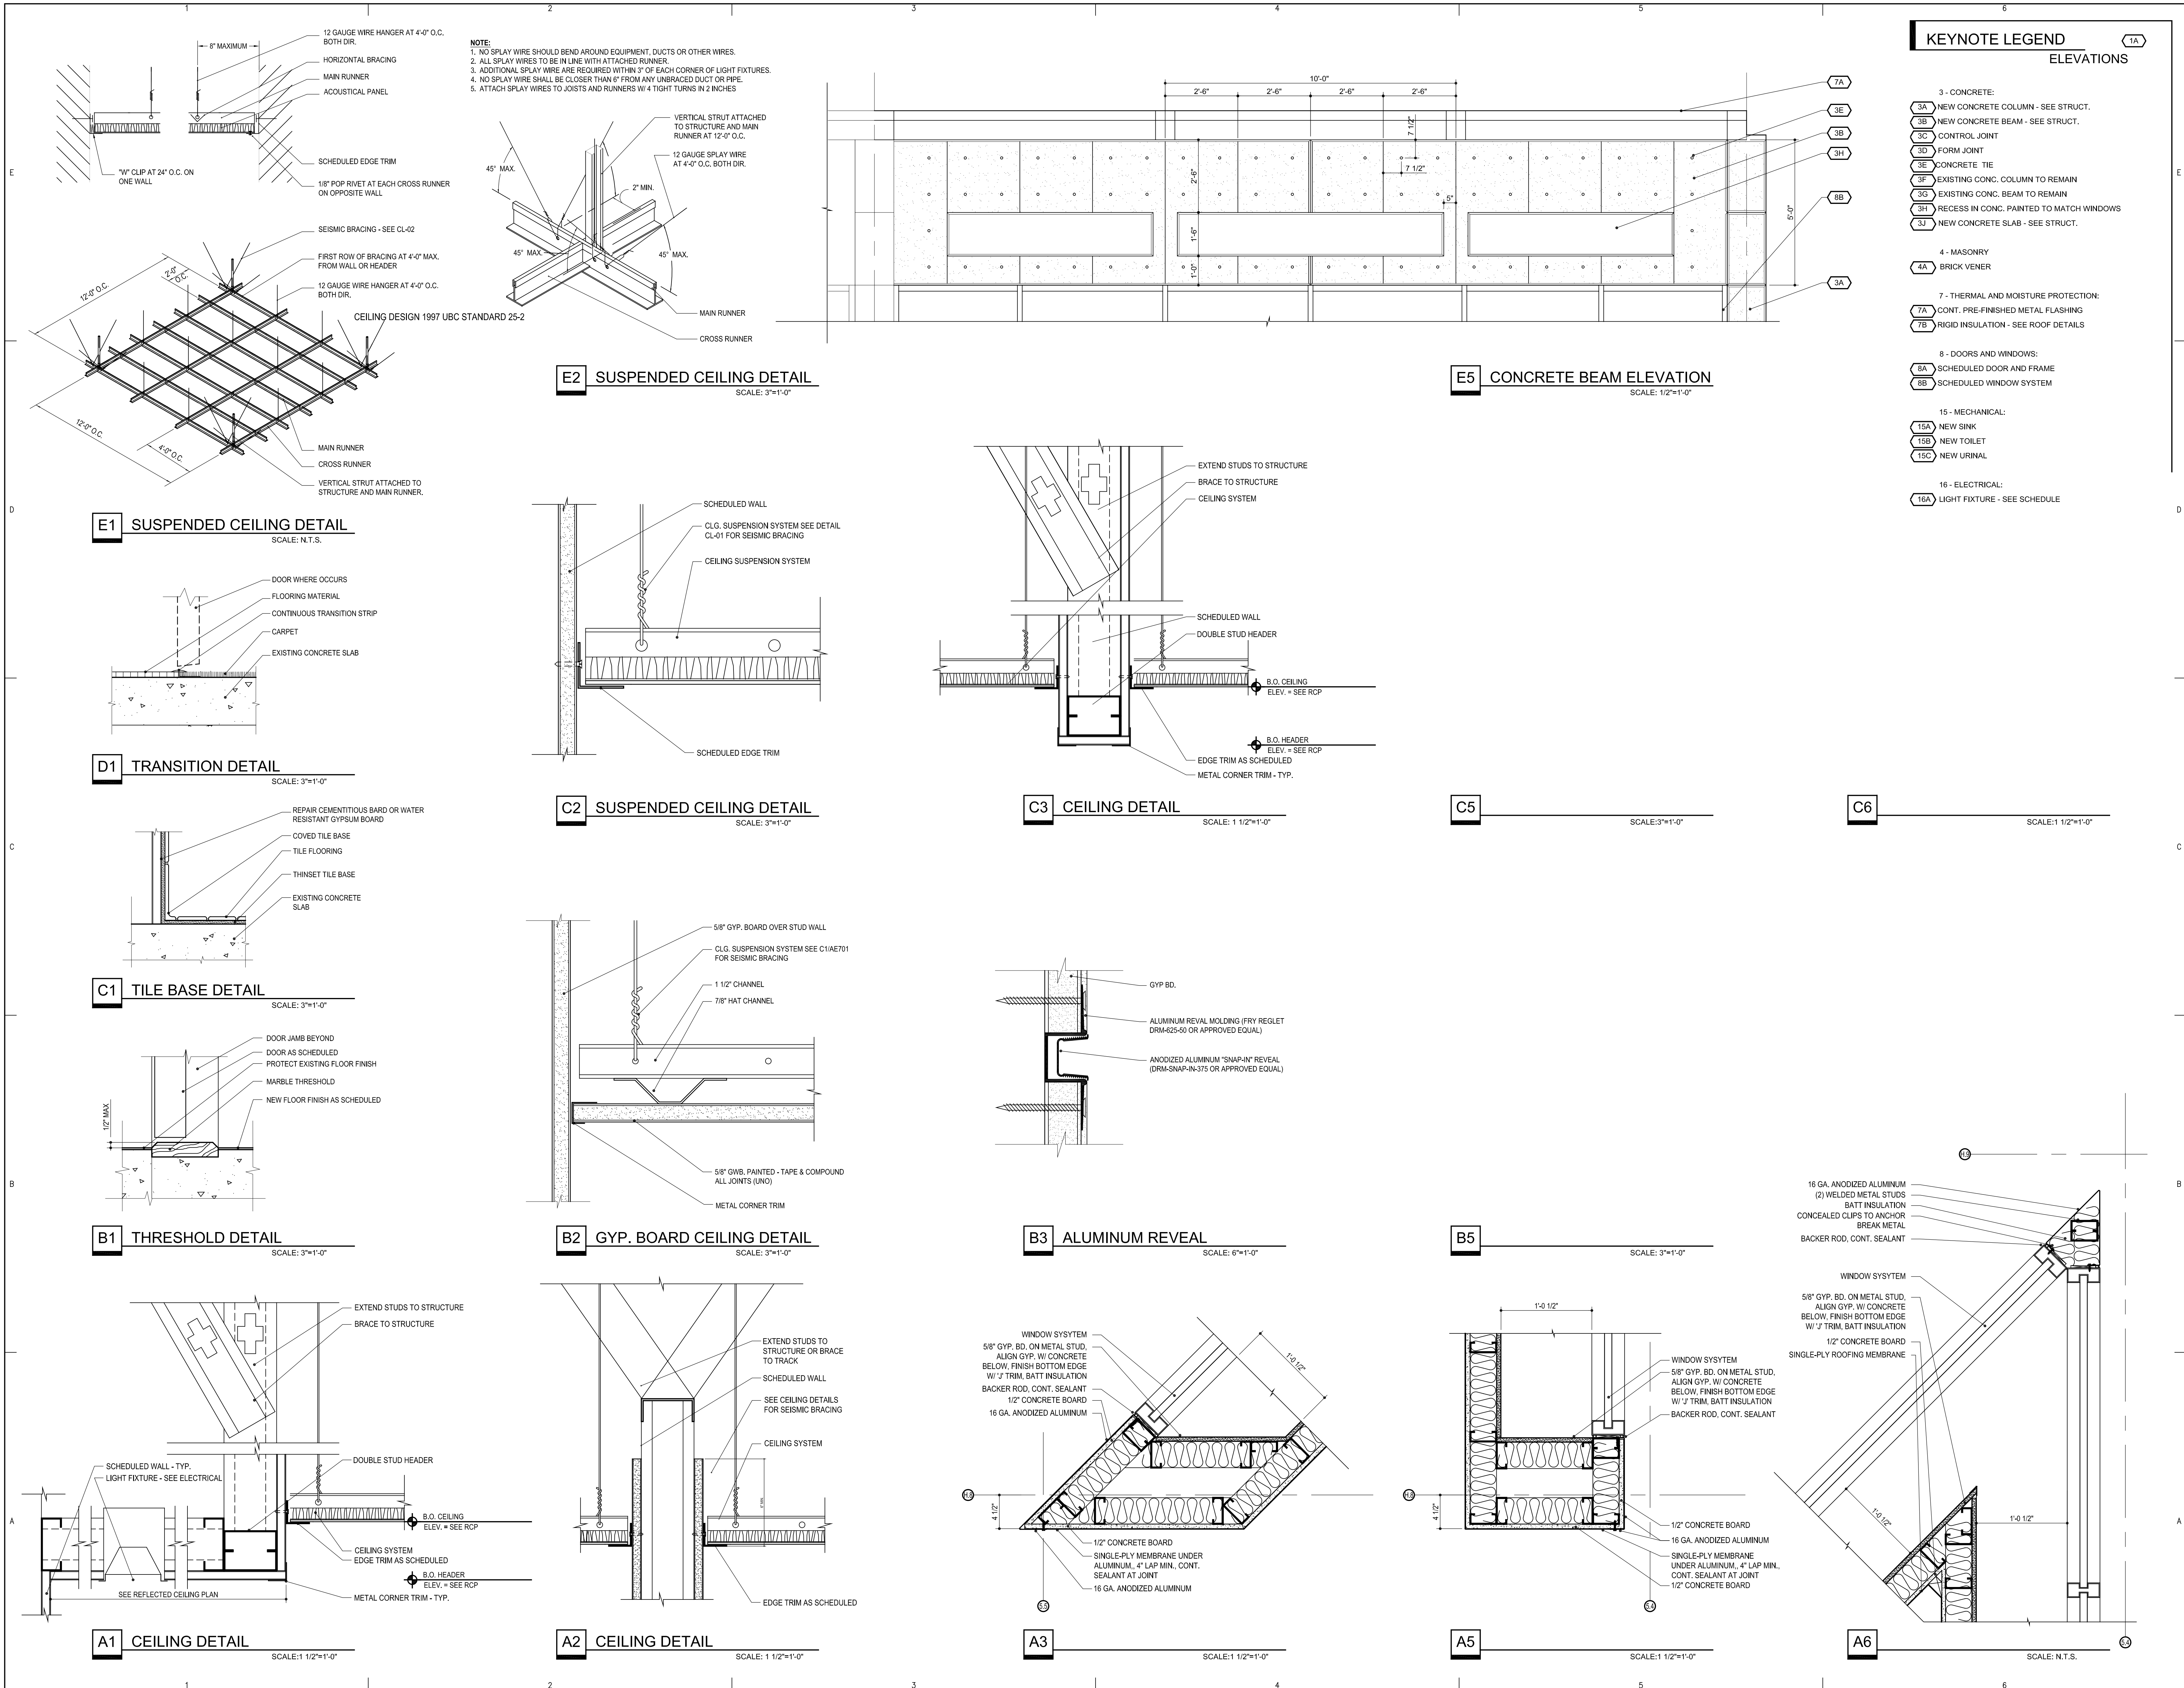 1
2
3
4
5
6
8" MAXIMUM
12 GAUGE WIRE HANGER AT 4'-0" O.C.
BOTH DIR.
HORIZONTAL BRACING
MAIN RUNNER
ACOUSTICAL PANEL
SCHEDULED EDGE TRIM
"W" CLIP AT 24" O.C. ON
ONE WALL
1/8" POP RIVET AT EACH CROSS RUNNER
ON OPPOSITE WALL
SEISMIC BRACING - SEE CL-02
FIRST ROW OF BRACING AT 4'-0" MAX.
FROM WALL OR HEADER
12 GAUGE WIRE HANGER AT 4'-0" O.C.
BOTH DIR.
CEILING DESIGN 1997 UBC STANDARD 25-2
2'-0"
O.C.
12'-0" O.C.
12'-0" O.C.
4'-0" O.C.
MAIN RUNNER
CROSS RUNNER
VERTICAL STRUT ATTACHED TO
STRUCTURE AND MAIN RUNNER.
E1 SUSPENDED CEILING DETAIL
SCALE: N.T.S.
NOTE:
1. NO SPLAY WIRE SHOULD BEND AROUND EQUIPMENT, DUCTS OR OTHER WIRES.
2. ALL SPLAY WIRES TO BE IN LINE WITH ATTACHED RUNNER.
3. ADDITIONAL SPLAY WIRE ARE REQUIRED WITHIN 3" OF EACH CORNER OF LIGHT FIXTURES.
4. NO SPLAY WIRE SHALL BE CLOSER THAN 6" FROM ANY UNBRACED DUCT OR PIPE.
5. ATTACH SPLAY WIRES TO JOISTS AND RUNNERS W/ 4 TIGHT TURNS IN 2 INCHES
VERTICAL STRUT ATTACHED
TO STRUCTURE AND MAIN
RUNNER AT 12'-0" O.C.
12 GAUGE SPLAY WIRE
AT 4'-0" O.C. BOTH DIR.
45° MAX.
2" MIN.
45° MAX.
45° MAX.
MAIN RUNNER
CROSS RUNNER
E2 SUSPENDED CEILING DETAIL
SCALE: 3"=1'-0"
10'-0"
2'-6"
2'-6"
2'-6"
2'-6"
7 1/2"
7 1/2"
2'-6"
5"
1'-6"
1'-0"
5'-0"
7A
3E
3B
3H
8B
3A
E5 CONCRETE BEAM ELEVATION
SCALE: 1/2"=1'-0"
KEYNOTE LEGEND 1A
ELEVATIONS
3 - CONCRETE:
3A NEW CONCRETE COLUMN - SEE STRUCT.
3B NEW CONCRETE BEAM - SEE STRUCT.
3C CONTROL JOINT
3D FORM JOINT
3E CONCRETE TIE
3F EXISTING CONC. COLUMN TO REMAIN
3G EXISTING CONC. BEAM TO REMAIN
3H RECESS IN CONC. PAINTED TO MATCH WINDOWS
3J NEW CONCRETE SLAB - SEE STRUCT.
4 - MASONRY
4A BRICK VENER
7 - THERMAL AND MOISTURE PROTECTION:
7A CONT. PRE-FINISHED METAL FLASHING
7B RIGID INSULATION - SEE ROOF DETAILS
8 - DOORS AND WINDOWS:
8A SCHEDULED DOOR AND FRAME
8B SCHEDULED WINDOW SYSTEM
15 - MECHANICAL:
15A NEW SINK
15B NEW TOILET
15C NEW URINAL
16 - ELECTRICAL:
16A LIGHT FIXTURE - SEE SCHEDULE
E
E
D
D
DOOR WHERE OCCURS
FLOORING MATERIAL
CONTINUOUS TRANSITION STRIP
CARPET
EXISTING CONCRETE SLAB
D1 TRANSITION DETAIL
SCALE: 3"=1'-0"
SCHEDULED WALL
CLG. SUSPENSION SYSTEM SEE DETAIL
CL-01 FOR SEISMIC BRACING
CEILING SUSPENSION SYSTEM
SCHEDULED EDGE TRIM
C2 SUSPENDED CEILING DETAIL
SCALE: 3"=1'-0"
EXTEND STUDS TO STRUCTURE
BRACE TO STRUCTURE
CEILING SYSTEM
SCHEDULED WALL
DOUBLE STUD HEADER
B.O. CEILING
ELEV. = SEE RCP
B.O. HEADER
ELEV. = SEE RCP
EDGE TRIM AS SCHEDULED
METAL CORNER TRIM - TYP.
C3 CEILING DETAIL
SCALE: 1 1/2"=1'-0"
C5
SCALE:3"=1'-0"
C6
SCALE:1 1/2"=1'-0"
C
C
REPAIR CEMENTITIOUS BARD OR WATER
RESISTANT GYPSUM BOARD
COVED TILE BASE
TILE FLOORING
THINSET TILE BASE
EXISTING CONCRETE
SLAB
C1 TILE BASE DETAIL
SCALE: 3"=1'-0"
DOOR JAMB BEYOND
DOOR AS SCHEDULED
PROTECT EXISTING FLOOR FINISH
MARBLE THRESHOLD
NEW FLOOR FINISH AS SCHEDULED
1/2" MAX
B1 THRESHOLD DETAIL
SCALE: 3"=1'-0"
5/8" GYP. BOARD OVER STUD WALL
CLG. SUSPENSION SYSTEM SEE C1/AE701
FOR SEISMIC BRACING
1 1/2" CHANNEL
7/8" HAT CHANNEL
5/8" GWB. PAINTED - TAPE & COMPOUND
ALL JOINTS (UNO)
METAL CORNER TRIM
B2 GYP. BOARD CEILING DETAIL
SCALE: 3"=1'-0"
GYP BD.
ALUMINUM REVAL MOLDING (FRY REGLET
DRM-625-50 OR APPROVED EQUAL)
ANODIZED ALUMINUM "SNAP-IN" REVEAL
(DRM-SNAP-IN-375 OR APPROVED EQUAL)
B3 ALUMINUM REVEAL
SCALE: 6"=1'-0"
B5
SCALE: 3"=1'-0"
B
B
EXTEND STUDS TO STRUCTURE
BRACE TO STRUCTURE
DOUBLE STUD HEADER
SCHEDULED WALL - TYP.
LIGHT FIXTURE - SEE ELECTRICAL
B.O. CEILING
ELEV. = SEE RCP
CEILING SYSTEM
EDGE TRIM AS SCHEDULED
B.O. HEADER
ELEV. = SEE RCP
METAL CORNER TRIM - TYP.
SEE REFLECTED CEILING PLAN
A1 CEILING DETAIL
SCALE:1 1/2"=1'-0"
EXTEND STUDS TO
STRUCTURE OR BRACE
TO TRACK
SCHEDULED WALL
SEE CEILING DETAILS
FOR SEISMIC BRACING
CEILING SYSTEM
EDGE TRIM AS SCHEDULED
A2 CEILING DETAIL
SCALE: 1 1/2"=1'-0"
WINDOW SYSYTEM
5/8" GYP. BD. ON METAL STUD,
ALIGN GYP. W/ CONCRETE
BELOW, FINISH BOTTOM EDGE
W/ 'J' TRIM, BATT INSULATION
BACKER ROD, CONT. SEALANT
1/2" CONCRETE BOARD
16 GA. ANODIZED ALUMINUM
1'-0 1/2"
H.8
4 1/2"
1/2" CONCRETE BOARD
SINGLE-PLY MEMBRANE UNDER
ALUMINUM,, 4" LAP MIN., CONT.
SEALANT AT JOINT
16 GA. ANODIZED ALUMINUM
5.5
A3
SCALE:1 1/2"=1'-0"
1'-0 1/2"
WINDOW SYSYTEM
5/8" GYP. BD. ON METAL STUD,
ALIGN GYP. W/ CONCRETE
BELOW, FINISH BOTTOM EDGE
W/ 'J' TRIM, BATT INSULATION
BACKER ROD, CONT. SEALANT
H.8
4 1/2"
1/2" CONCRETE BOARD
16 GA. ANODIZED ALUMINUM
SINGLE-PLY MEMBRANE
UNDER ALUMINUM,, 4" LAP MIN.,
CONT. SEALANT AT JOINT
1/2" CONCRETE BOARD
5.4
A5
SCALE:1 1/2"=1'-0"
H.9
16 GA. ANODIZED ALUMINUM
(2) WELDED METAL STUDS
BATT INSULATION
CONCEALED CLIPS TO ANCHOR
BREAK METAL
BACKER ROD, CONT. SEALANT
WINDOW SYSYTEM
5/8" GYP. BD. ON METAL STUD,
ALIGN GYP. W/ CONCRETE
BELOW, FINISH BOTTOM EDGE
W/ 'J' TRIM, BATT INSULATION
1/2" CONCRETE BOARD
SINGLE-PLY ROOFING MEMBRANE
1'-0 1/2"
1'-0 1/2"
5.4
A6
SCALE: N.T.S.
A
A
1
2
3
4
5
6